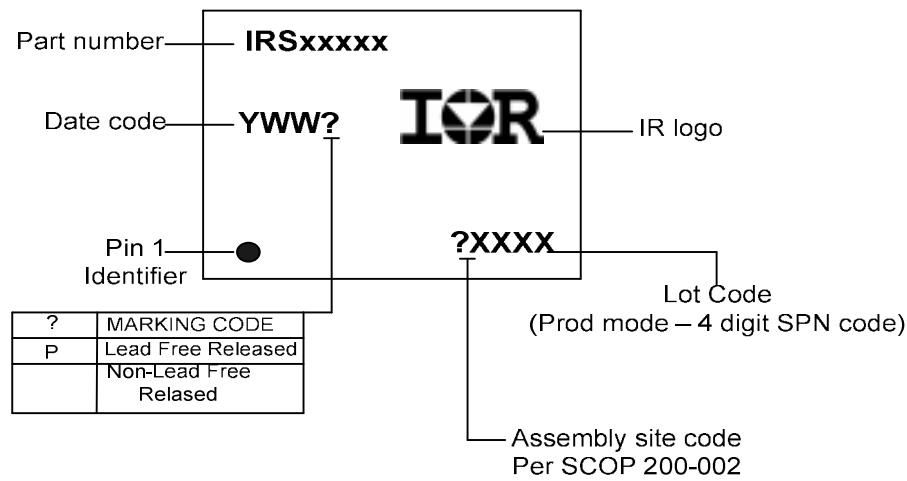 Part number
IRSxxxxx
Date code
YWW?
IOR
IR logo
Pin 1
Identifier
?XXXX
Lot Code
(Prod mode – 4 digit SPN code)
? MARKING CODE
P Lead Free Released
Non-Lead Free
Relased
Assembly site code
Per SCOP 200-002